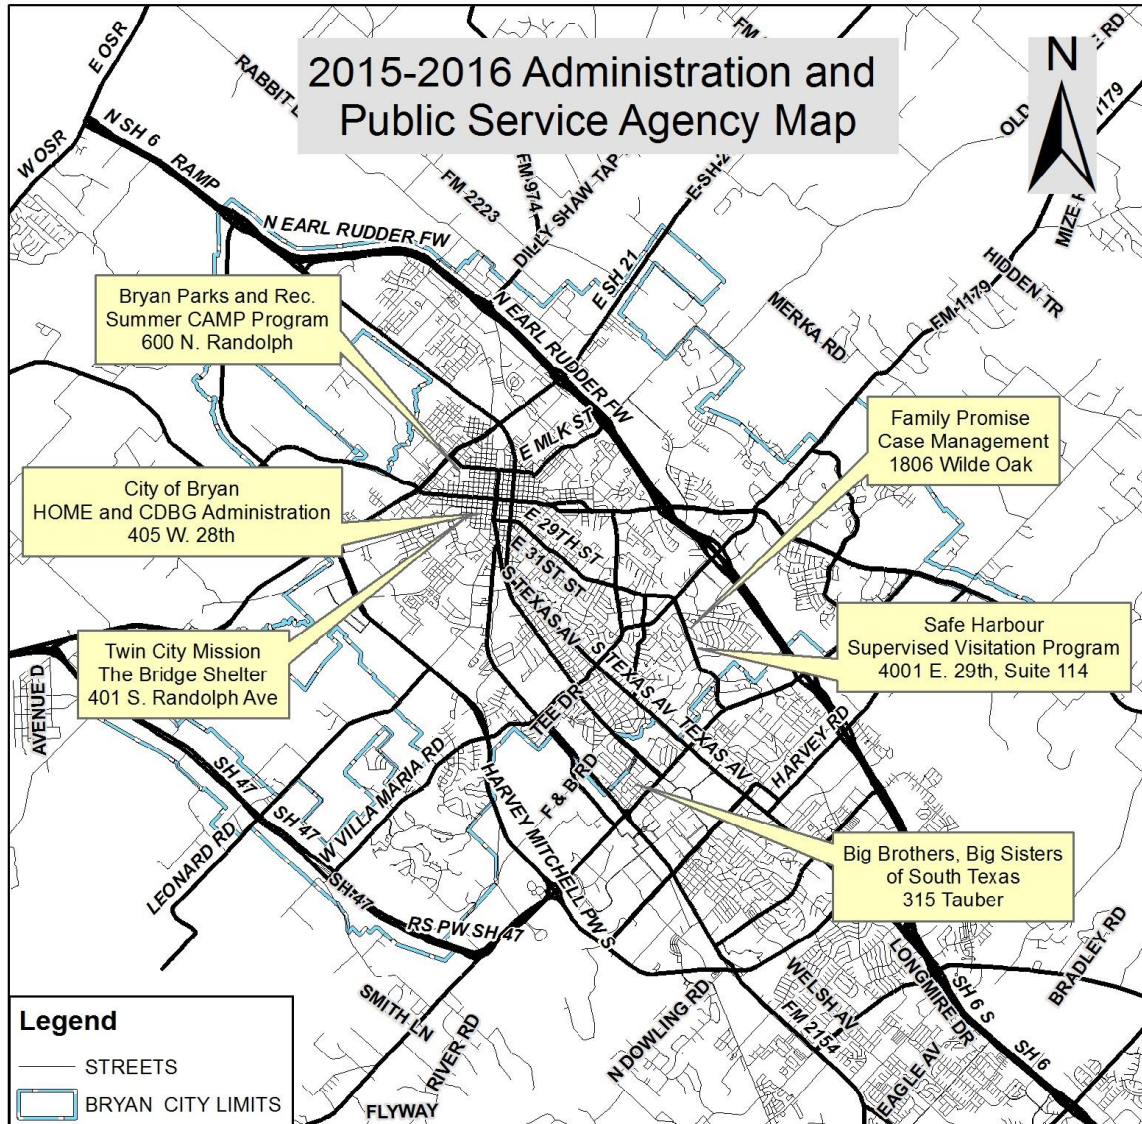 2015-2016 Administration and
Public Service Agency Map
N
E OSR
W OSR
N SH 6
RAMP
N EARL RUDDER FW
FM 2223
FM 974
DILLY SHAW TAP
E SH 21
MERKA RD
HIDDEN TR
FM 1179
1179
OLD
E RD
N EARL RUDDER FW
E MLK ST
Bryan Parks and Rec.
Summer CAMP Program
600 N. Randolph
Family Promise
Case Management
1806 Wilde Oak
City of Bryan
HOME and CDBG Administration
405 W. 28th
E 29TH ST
E 31ST ST
S TEXAS AV
S TEXAS AV
TEXAS AV
Safe Harbour
Supervised Visitation Program
4001 E. 29th, Suite 114
Twin City Mission
The Bridge Shelter
401 S. Randolph Ave
AVENUE D
TEE DR
HARVEY RD
F & B RD
SH 47
SH 47
W VILLA MARIA RD
HARVEY MITCHELL PW S
LEONARD RD
SH 47
RS PW SH 47
Big Brothers, Big Sisters
of South Texas
315 Tauber
BRADLEY RD
LONGMIRE DR
SH 6 S
SH 6
WELSH AV
FM 2154
EAGLE AV
N DOWLING RD
SMITH LN
RIVER RD
FLYWAY
Legend
STREETS
BRYAN CITY LIMITS